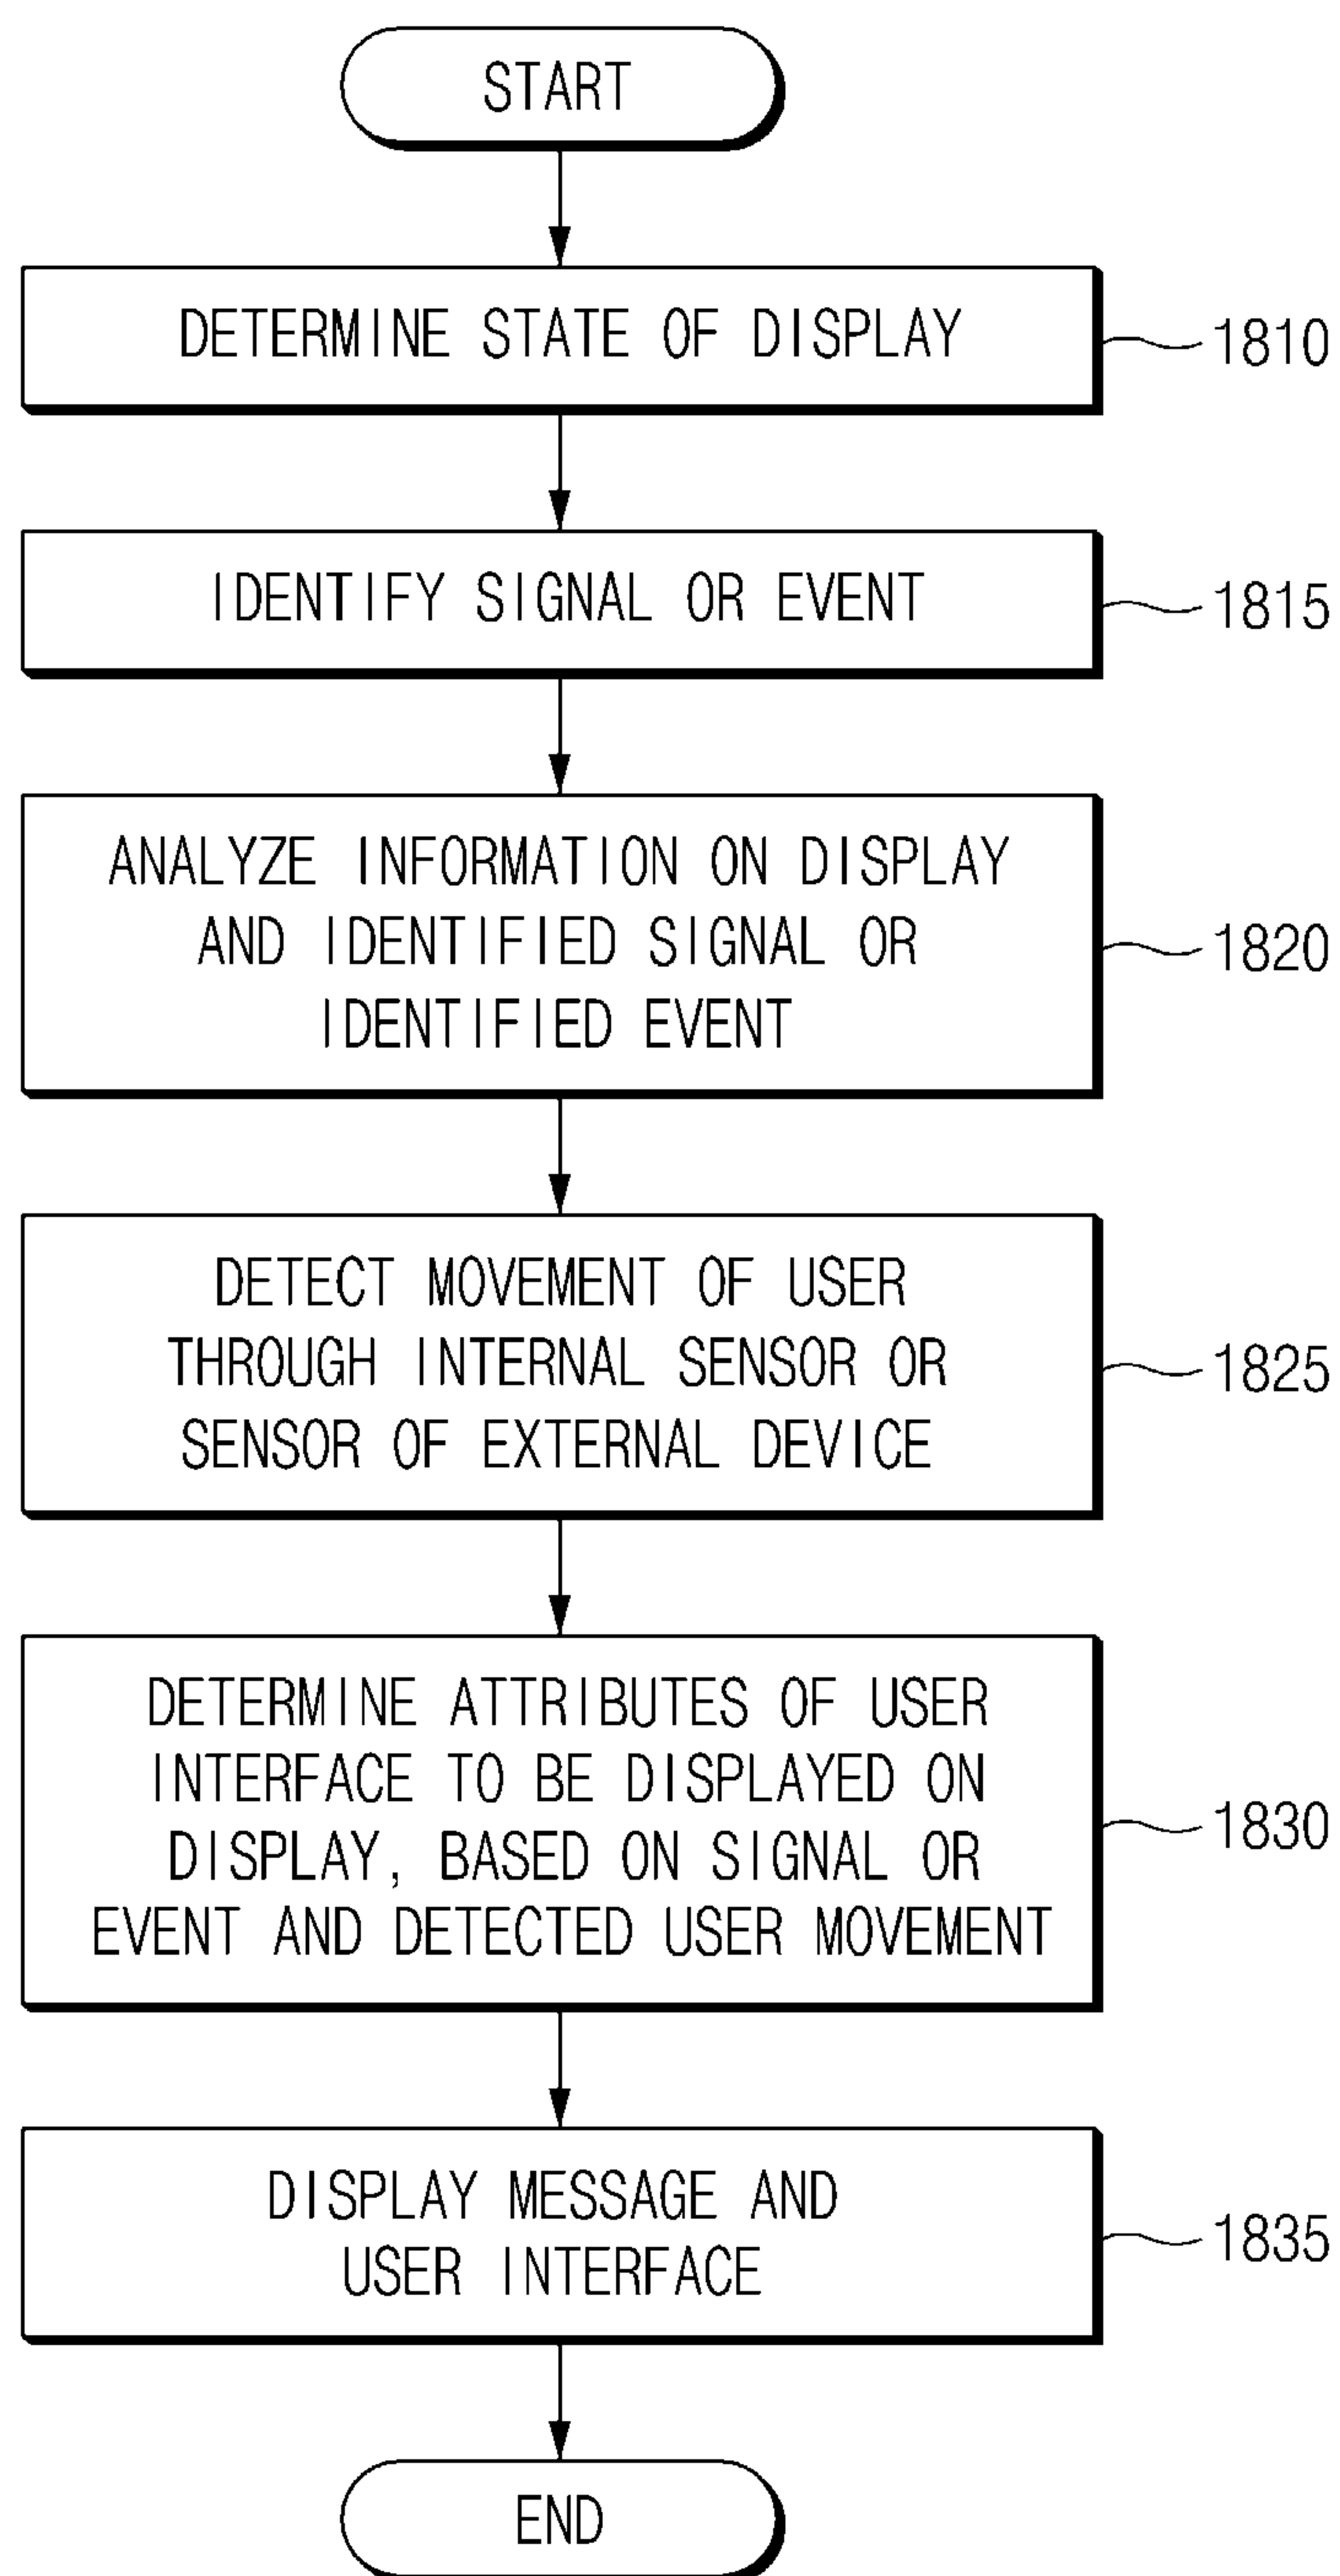 START
DETERMINE STATE OF DISPLAY
1810
IDENTIFY SIGNAL OR EVENT
1815
ANALYZE INFORMATION ON DISPLAY
AND IDENTIFIED SIGNAL OR
IDENTIFIED EVENT
1820
DETECT MOVEMENT OF USER
THROUGH INTERNAL SENSOR OR
SENSOR OF EXTERNAL DEVICE
1825
DETERMINE ATTRIBUTES OF USER
INTERFACE TO BE DISPLAYED ON
DISPLAY, BASED ON SIGNAL OR
EVENT AND DETECTED USER MOVEMENT
1830
DISPLAY MESSAGE AND
USER INTERFACE
1835
END